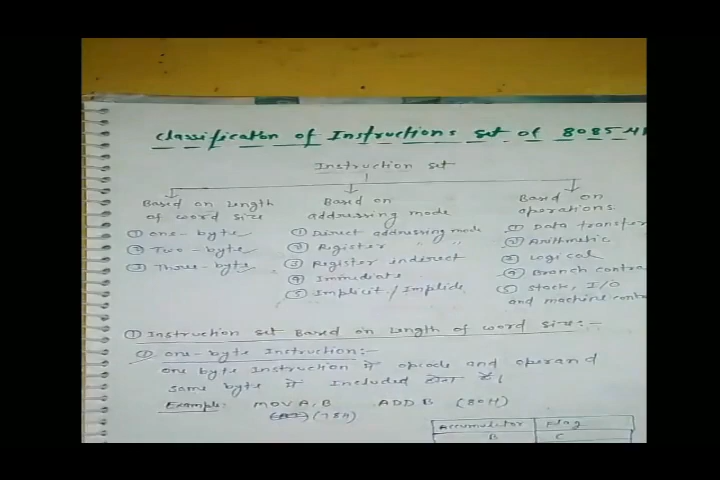 Classification of Instructions set of 8085
Instruction set
Based on Length of word size
① One-byte
② Two-byte
③ Three-byte
Based on addressing mode
① Direct addressing mode
② Register " "
③ Register indirect
④ Immediate
⑤ Implicit / Implide
Based on operations
① Data transfer
② Arithmetic
③ Logical
④ Branch contro
⑤ Stack, I/O
and machine contr
① Instruction set Based on Length of word size:-
① One-byte Instruction:-
One byte Instruction में opcode and operand
same byte में Included होता है।
Example: MOV A, B ADD B (80H)
(78H)
Accumulator Flag
B C